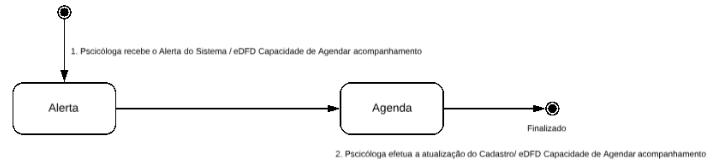 1. Pscicóloga recebe o Alerta do Sistema / eDFD Capacidade de Agendar acompanhamento
Alerta
Agenda
Finalizado
2. Pscicóloga efetua a atualização do Cadastro/ eDFD Capacidade de Agendar acompanhamento